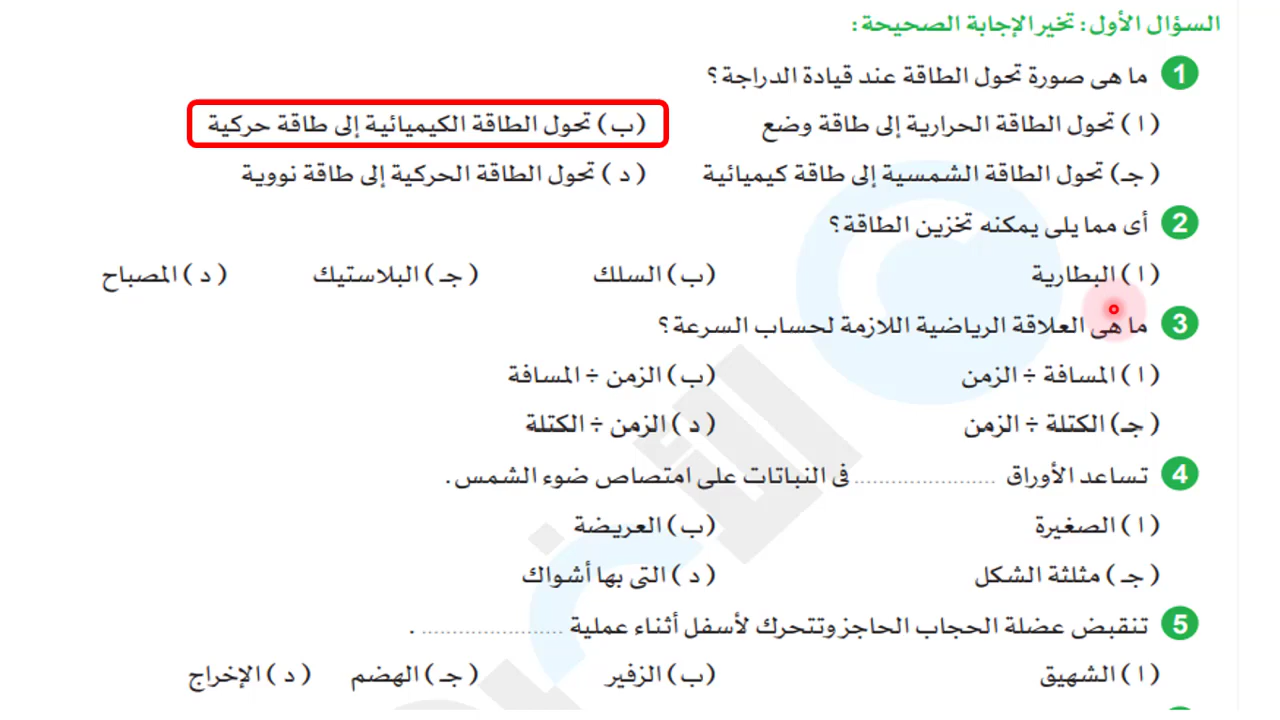 السؤال الأول: تخير الإجابة الصحيحة:
1 ما هى صورة تحول الطاقة عند قيادة الدراجة؟
(ا) تحول الطاقة الحرارية إلى طاقة وضع (ب) تحول الطاقة الكيميائية إلى طاقة حركية
(جـ) تحول الطاقة الشمسية إلى طاقة كيميائية (د) تحول الطاقة الحركية إلى طاقة نووية
2 أى مما يلى يمكنه تخزين الطاقة؟
(ا) البطارية (ب) السلك (جـ) البلاستيك (د) المصباح
3 ما هى العلاقة الرياضية اللازمة لحساب السرعة؟
(ا) المسافة ÷ الزمن (ب) الزمن ÷ المسافة
(جـ) الكتلة ÷ الزمن (د) الزمن ÷ الكتلة
4 تساعد الأوراق ....................... فى النباتات على امتصاص ضوء الشمس.
(ا) الصغيرة (ب) العريضة
(جـ) مثلثة الشكل (د) التى بها أشواك
5 تنقبض عضلة الحجاب الحاجز وتتحرك لأسفل أثناء عملية ....................... .
(ا) الشهيق (ب) الزفير (جـ) الهضم (د) الإخراج